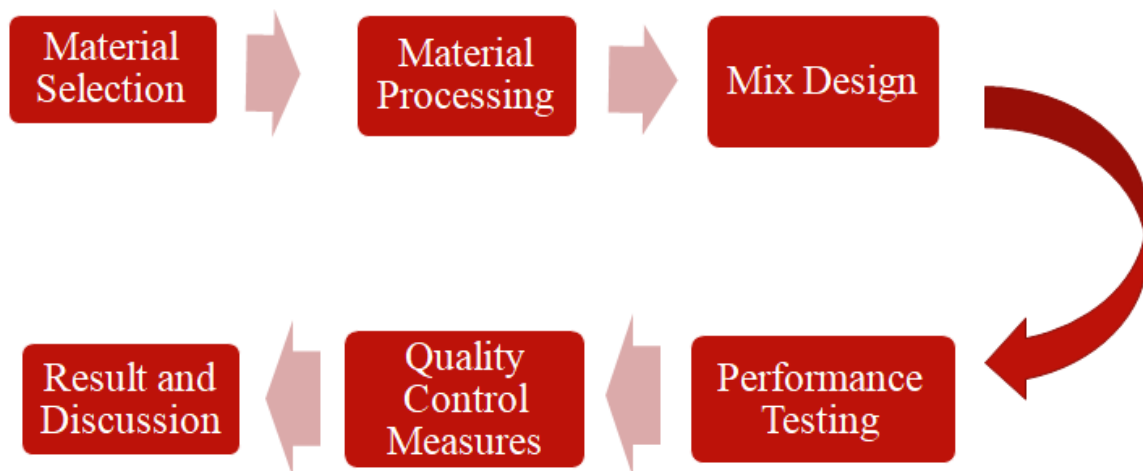 Material
Selection
Material
Processing
Mix Design
Performance
Testing
Quality
Control
Measures
Result and
Discussion